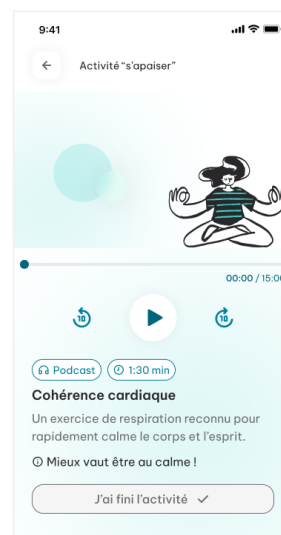 9:41
Activité “s’apaiser”
00:00 / 15:00
10
10
Podcast
1:30 min
Cohérence cardiaque
Un exercice de respiration reconnu pour
rapidement calme le corps et l’esprit.
Mieux vaut être au calme !
J’ai fini l’activité